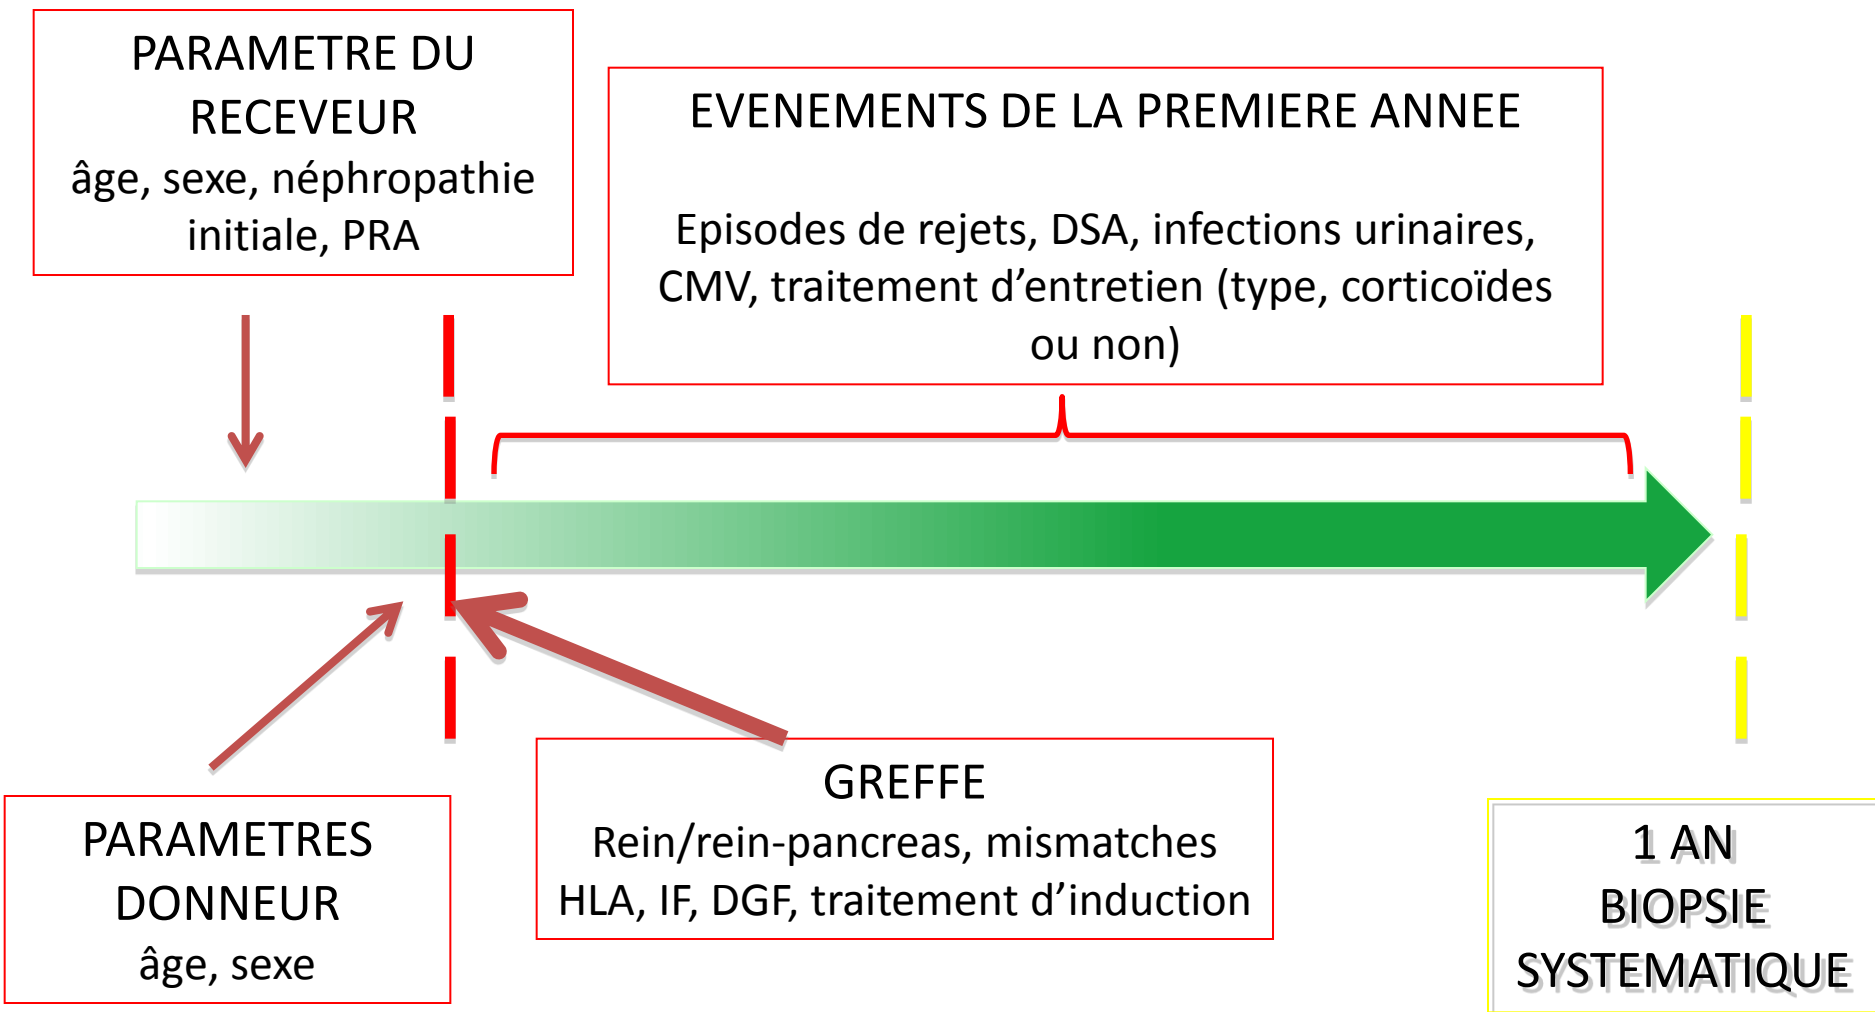 PARAMETRE DU
RECEVEUR
âge, sexe, néphropathie
initiale, PRA
EVENEMENTS DE LA PREMIERE ANNEE
Episodes de rejets, DSA, infections urinaires,
CMV, traitement d’entretien (type, corticoïdes
ou non)
PARAMETRES
DONNEUR
âge, sexe
GREFFE
Rein/rein-pancreas, mismatches
HLA, IF, DGF, traitement d’induction
1 AN
BIOPSIE
SYSTEMATIQUE